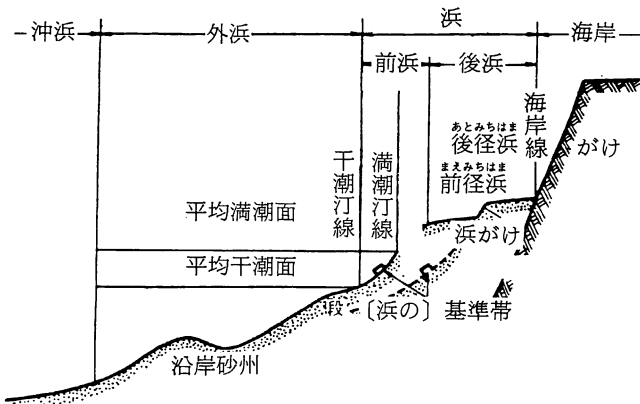 浜
沖浜
外浜
海岸
前浜
後浜
海岸線
がけ
あとみちはま
後径浜
まえみちはま
前径浜
干潮汀線
満潮汀線
平均満潮面
浜がけ
平均干潮面
段
〔浜の〕基準帯
沿岸砂州